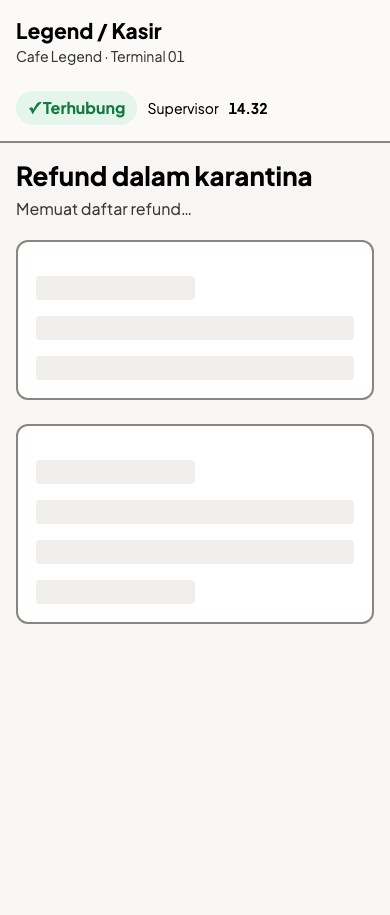 Legend / Kasir
Cafe Legend · Terminal 01
✓Terhubung Supervisor 14.32
Refund dalam karantina
Memuat daftar refund…